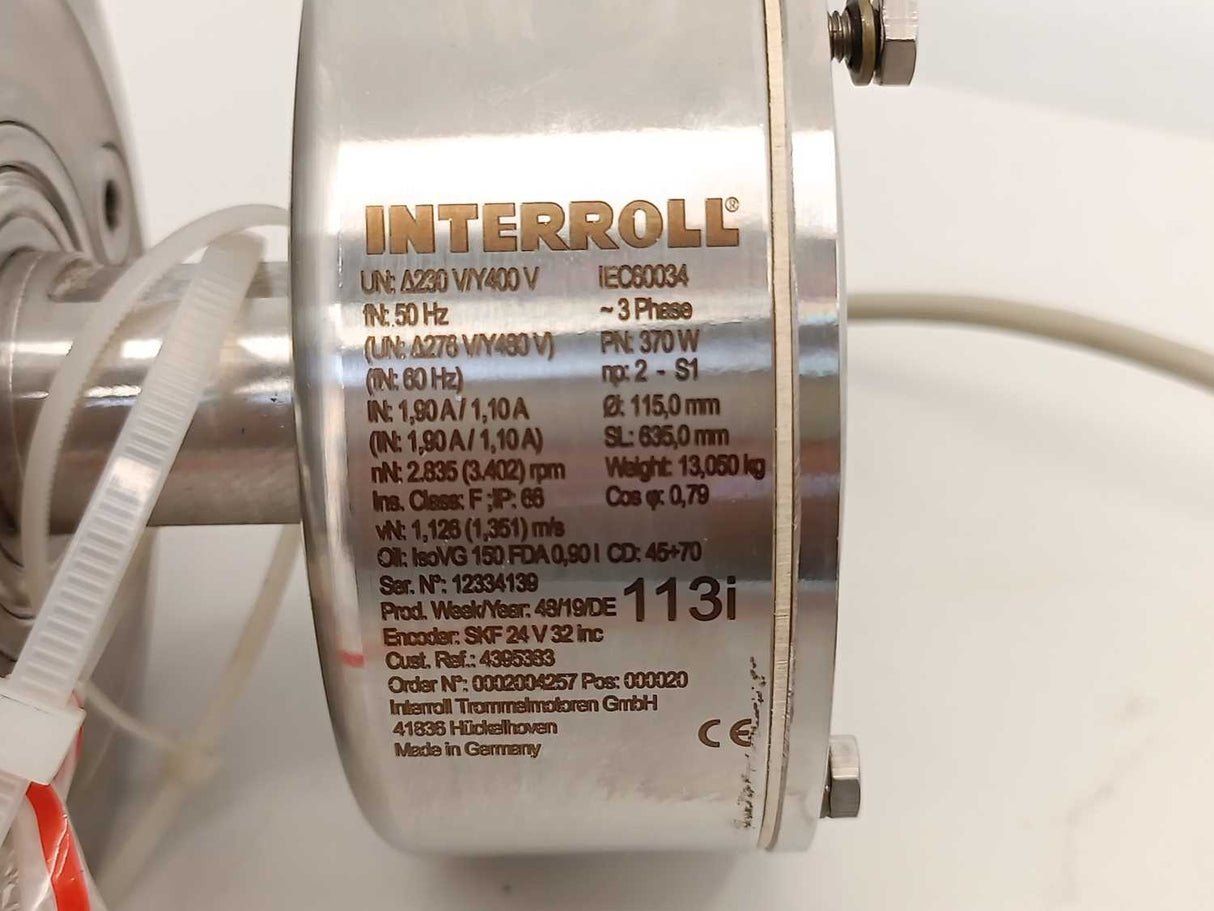 INTERROLL®
UN: Δ230 V/Y400 V IEC60034
fN: 50 Hz ~ 3 Phase
(UN: Δ276 V/Y480 V) PN: 370 W
(fN: 60 Hz) np: 2 - S1
IN: 1,90 A / 1,10 A Ø: 115,0 mm
(IN: 1,90 A / 1,10 A) SL: 635,0 mm
nN: 2.835 (3.402) rpm Weight: 13,050 kg
Ins. Class: F ;IP: 66 Cos φ: 0,79
vN: 1,126 (1,351) m/s
Oil: IsoVG 150 FDA 0,90 l CD: 45+70
Ser. N°: 12334139
Prod. Week/Year: 48/19/DE 113i
Encoder: SKF 24 V 32 inc
Cust. Ref.: 4395383
Order N°: 0002004257 Pos: 000020
Interroll Trommelmotoren GmbH
41836 Hückelhoven
Made in Germany CE